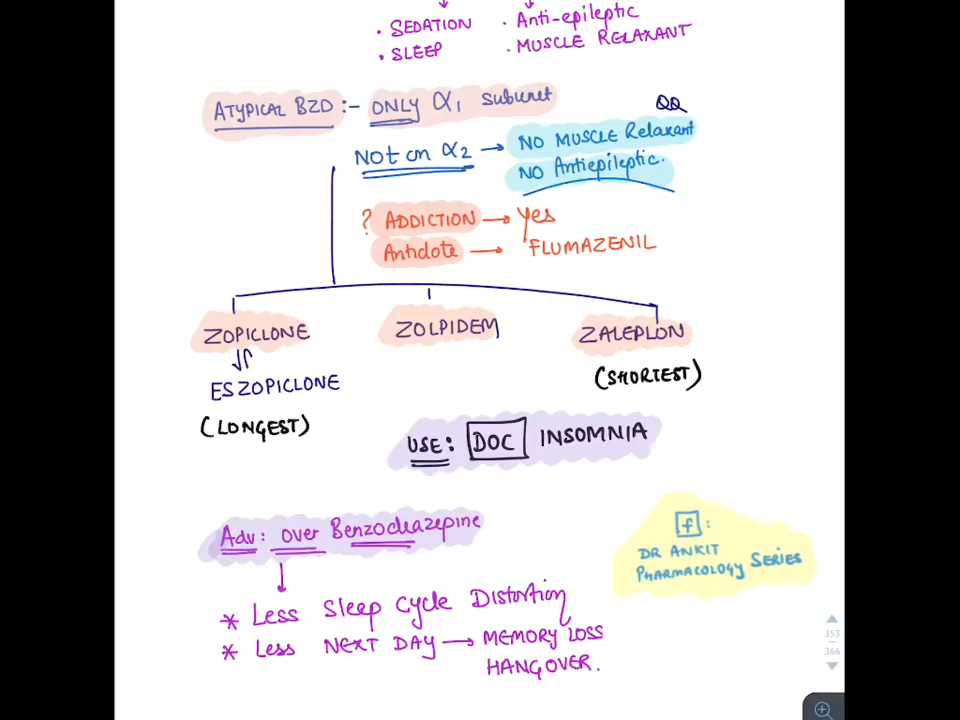 • SEDATION
• SLEEP
• Anti-epileptic
• MUSCLE RELAXANT
ATYPICAL BZD :- ONLY α1 subunit
QQ
NOT on α2 → NO MUSCLE Relaxant
NO Antiepileptic.
? ADDICTION → Yes
Antidote → FLUMAZENIL
ZOPICLONE
ZOLPIDEM
ZALEPLON
ESZOPICLONE
(SHORTEST)
(LONGEST)
USE: DOC INSOMNIA
Adv: over Benzodiazepine
f :
DR ANKIT
PHARMACOLOGY SERIES
* Less Sleep Cycle Distortion
* Less NEXT DAY → MEMORY LOSS
HANGOVER.
353
366